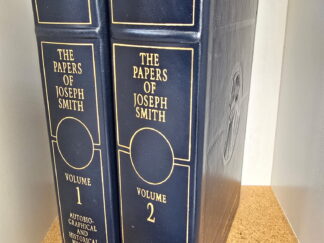 THE
PAPERS
OF
JOSEPH
SMITH
VOLUME
1
AUTOBIO-
GRAPHICAL
AND
HISTORICAL
THE
PAPERS
OF
JOSEPH
SMITH
VOLUME
2